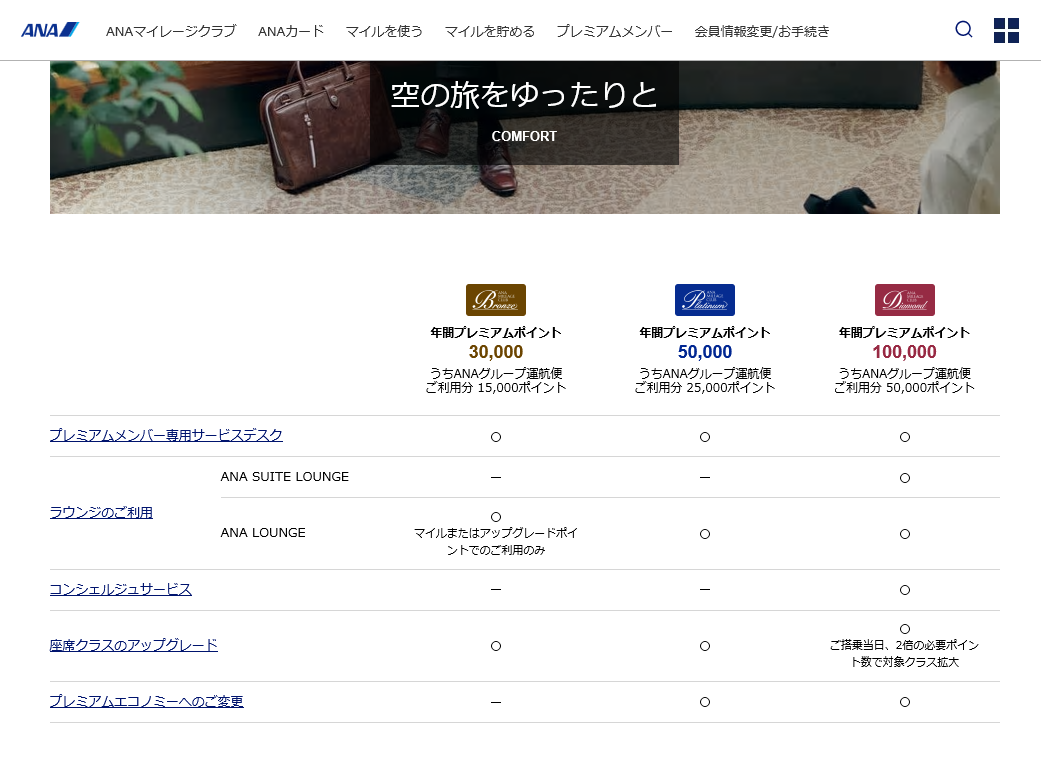 ANA
ANAマイレージクラブ ANAカード マイルを使う マイルを貯める プレミアムメンバー 会員情報変更/お手続き
空の旅をゆったりと
COMFORT
ANA MILEAGE CLUB Bronze ANA MILEAGE CLUB Platinum ANA MILEAGE CLUB Diamond
年間プレミアムポイント 年間プレミアムポイント 年間プレミアムポイント
30,000 50,000 100,000
うちANAグループ運航便 うちANAグループ運航便 うちANAグループ運航便
ご利用分 15,000ポイント ご利用分 25,000ポイント ご利用分 50,000ポイント
プレミアムメンバー専用サービスデスク ○ ○ ○
ANA SUITE LOUNGE － － ○
ラウンジのご利用
ANA LOUNGE ○ ○ ○
マイルまたはアップグレードポイ
ントでのご利用のみ
コンシェルジュサービス － － ○
座席クラスのアップグレード ○ ○ ○
ご搭乗当日、2倍の必要ポイン
ト数で対象クラス拡大
プレミアムエコノミーへのご変更 － ○ ○